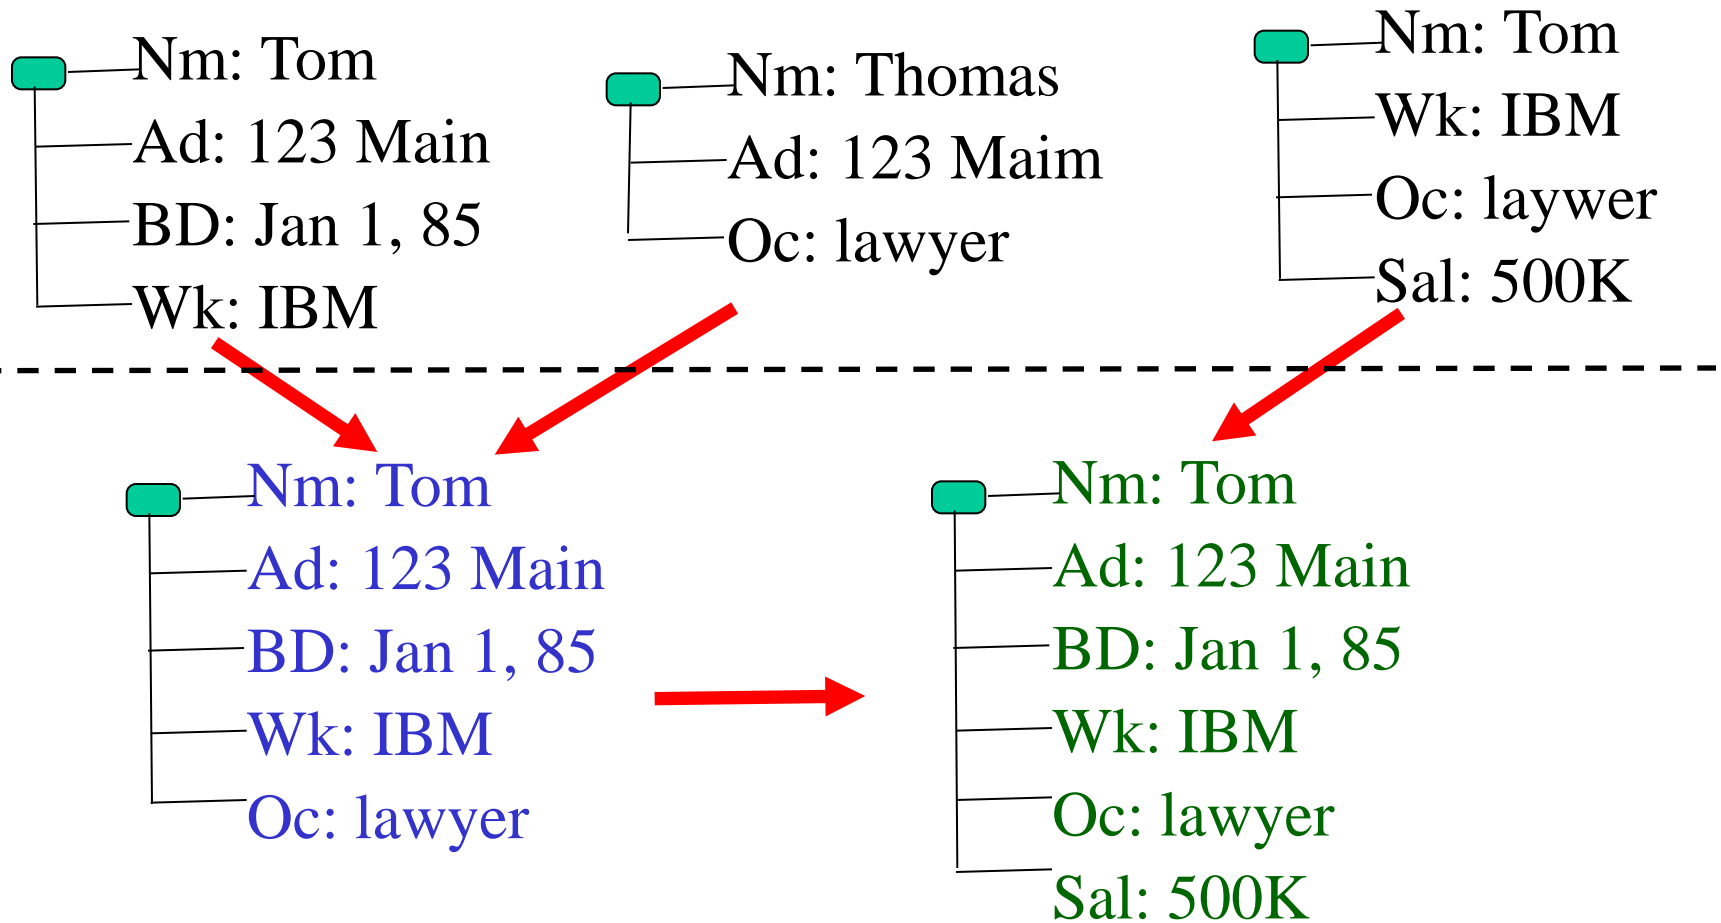 Nm: Tom
Ad: 123 Main
BD: Jan 1, 85
Wk: IBM
Nm: Thomas
Ad: 123 Maim
Oc: lawyer
Nm: Tom
Wk: IBM
Oc: laywer
Sal: 500K
Nm: Tom
Ad: 123 Main
BD: Jan 1, 85
Wk: IBM
Oc: lawyer
Nm: Tom
Ad: 123 Main
BD: Jan 1, 85
Wk: IBM
Oc: lawyer
Sal: 500K